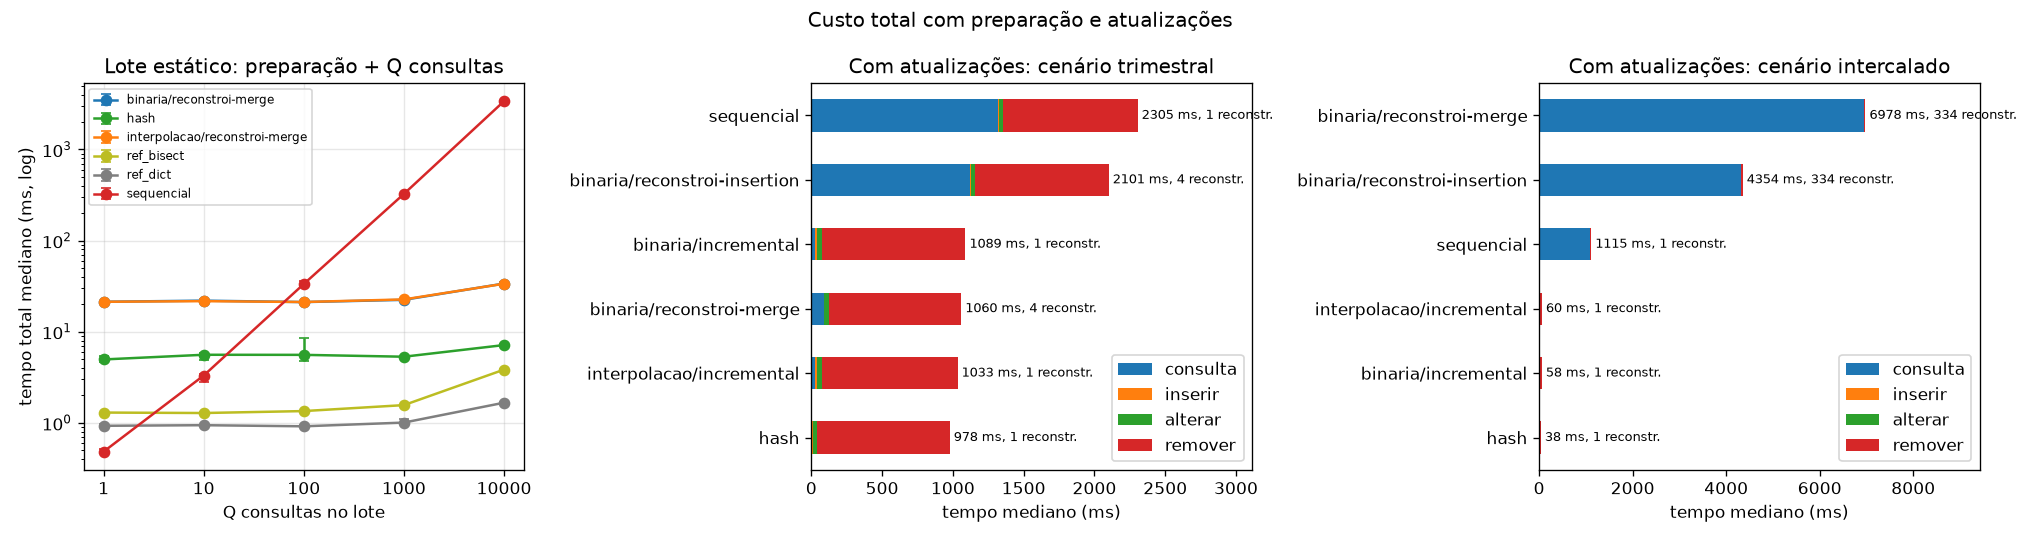 Custo total com preparação e atualizações
Lote estático: preparação + Q consultas
tempo total mediano (ms, log)
10³
10²
10¹
10⁰
binaria/reconstroi-merge
hash
interpolacao/reconstroi-merge
ref_bisect
ref_dict
sequencial
1 10 100 1000 10000
Q consultas no lote
Com atualizações: cenário trimestral
sequencial 2305 ms, 1 reconstr.
binaria/reconstroi-insertion 2101 ms, 4 reconstr.
binaria/incremental 1089 ms, 1 reconstr.
binaria/reconstroi-merge 1060 ms, 4 reconstr.
interpolacao/incremental 1033 ms, 1 reconstr.
hash 978 ms, 1 reconstr.
consulta
inserir
alterar
remover
0 500 1000 1500 2000 2500 3000
tempo mediano (ms)
Com atualizações: cenário intercalado
binaria/reconstroi-merge 6978 ms, 334 reconstr.
binaria/reconstroi-insertion 4354 ms, 334 reconstr.
sequencial 1115 ms, 1 reconstr.
interpolacao/incremental 60 ms, 1 reconstr.
binaria/incremental 58 ms, 1 reconstr.
hash 38 ms, 1 reconstr.
consulta
inserir
alterar
remover
0 2000 4000 6000 8000
tempo mediano (ms)